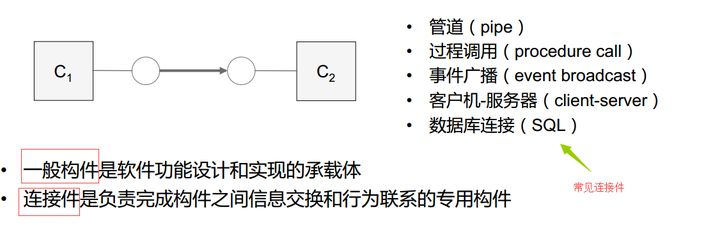 C1
C2
• 管道（pipe）
• 过程调用（procedure call）
• 事件广播（event broadcast）
• 客户机-服务器（client-server）
• 数据库连接（SQL）
常见连接件
• 一般构件是软件功能设计和实现的承载体
• 连接件是负责完成构件之间信息交换和行为联系的专用构件